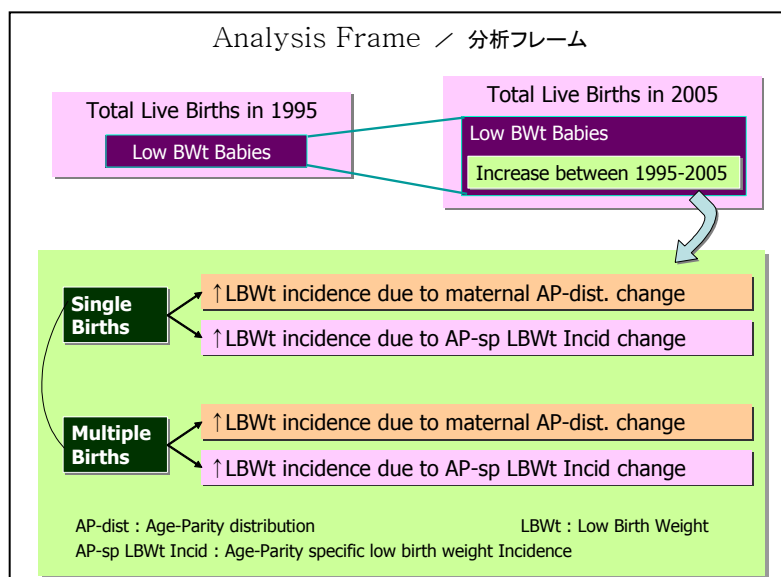 Analysis Frame ／ 分析フレーム
Total Live Births in 1995
Low BWt Babies
Total Live Births in 2005
Low BWt Babies
Increase between 1995-2005
Single
Births
↑LBWt incidence due to maternal AP-dist. change
↑LBWt incidence due to AP-sp LBWt Incid change
Multiple
Births
↑LBWt incidence due to maternal AP-dist. change
↑LBWt incidence due to AP-sp LBWt Incid change
AP-dist : Age-Parity distribution
LBWt : Low Birth Weight
AP-sp LBWt Incid : Age-Parity specific low birth weight Incidence